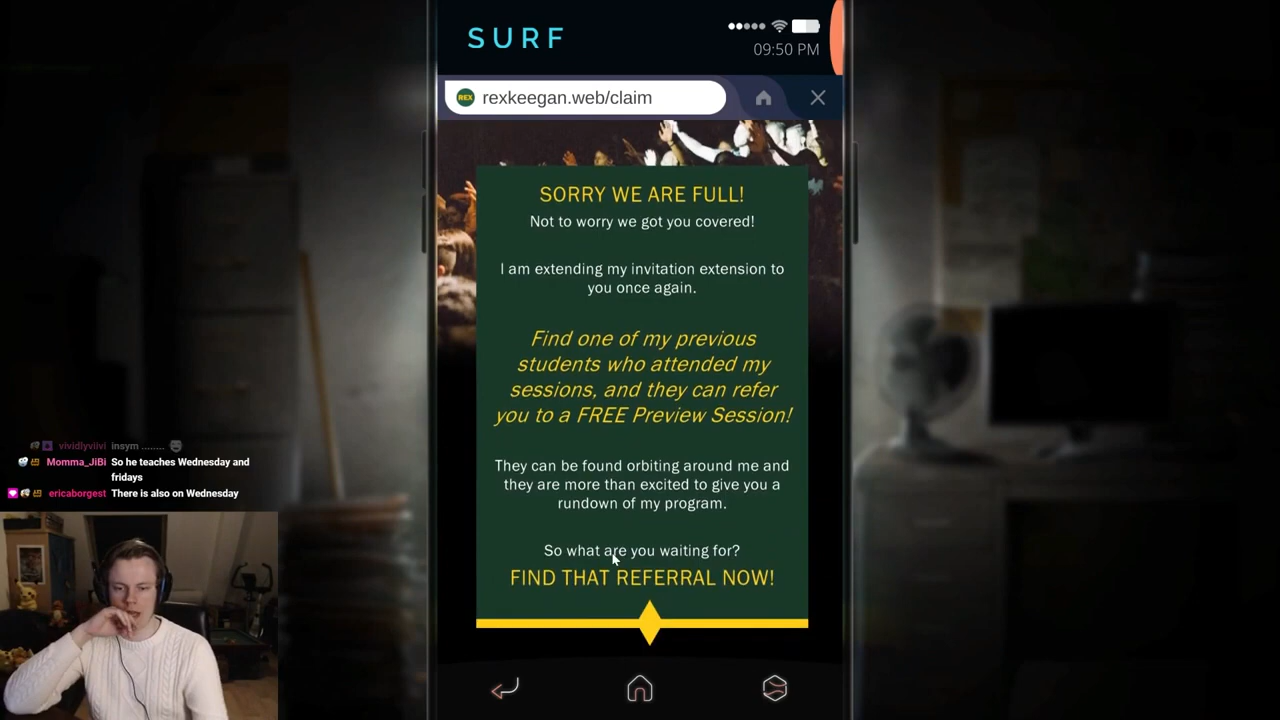 SURF
09:50 PM
REX
rexkeegan.web/claim
SORRY WE ARE FULL!
Not to worry we got you covered!
I am extending my invitation extension to
you once again.
Find one of my previous
students who attended my
sessions, and they can refer
you to a FREE Preview Session!
They can be found orbiting around me and
they are more than excited to give you a
rundown of my program.
So what are you waiting for?
FIND THAT REFERRAL NOW!
vividlyviivi insym ........
Momma_JiBi So he teaches Wednesday and
fridays
ericaborgest There is also on Wednesday